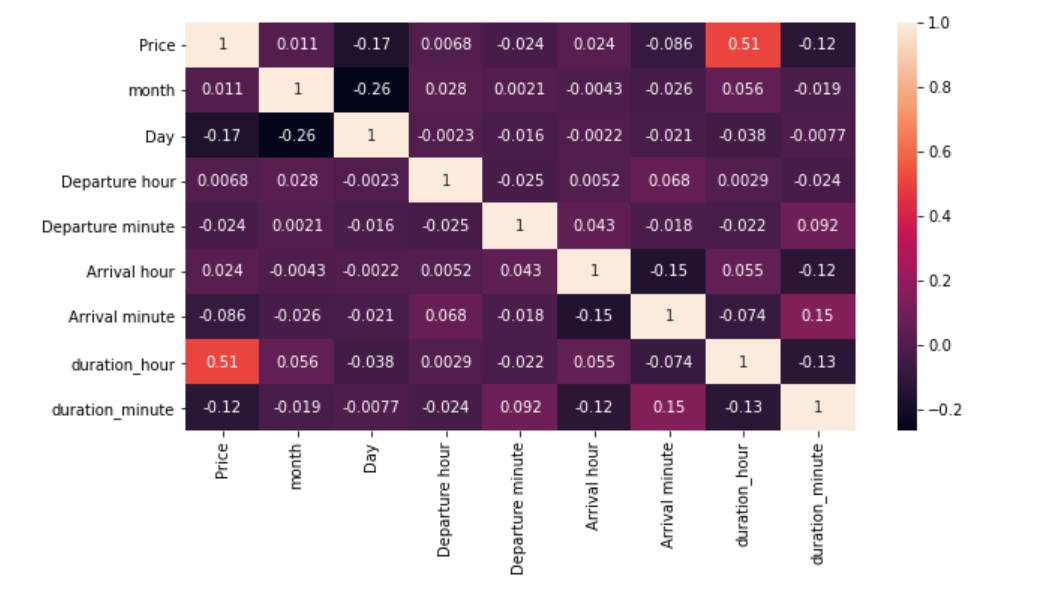 Price 1 0.011 -0.17 0.0068 -0.024 0.024 -0.086 0.51 -0.12
month 0.011 1 -0.26 0.028 0.0021 -0.0043 -0.026 0.056 -0.019
Day -0.17 -0.26 1 -0.0023 -0.016 -0.0022 -0.021 -0.038 -0.0077
Departure hour 0.0068 0.028 -0.0023 1 -0.025 0.0052 0.068 0.0029 -0.024
Departure minute -0.024 0.0021 -0.016 -0.025 1 0.043 -0.018 -0.022 0.092
Arrival hour 0.024 -0.0043 -0.0022 0.0052 0.043 1 -0.15 0.055 -0.12
Arrival minute -0.086 -0.026 -0.021 0.068 -0.018 -0.15 1 -0.074 0.15
duration_hour 0.51 0.056 -0.038 0.0029 -0.022 0.055 -0.074 1 -0.13
duration_minute -0.12 -0.019 -0.0077 -0.024 0.092 -0.12 0.15 -0.13 1
Price
month
Day
Departure hour
Departure minute
Arrival hour
Arrival minute
duration_hour
duration_minute
1.0
0.8
0.6
0.4
0.2
0.0
−0.2